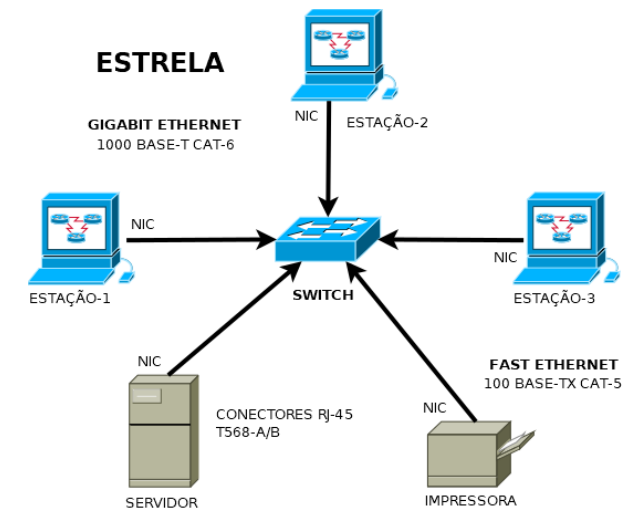 ESTRELA
NIC
ESTAÇÃO-2
GIGABIT ETHERNET
1000 BASE-T CAT-6
NIC
ESTAÇÃO-1
NIC
ESTAÇÃO-3
SWITCH
NIC
SERVIDOR
CONECTORES RJ-45
T568-A/B
FAST ETHERNET
100 BASE-TX CAT-5
NIC
IMPRESSORA